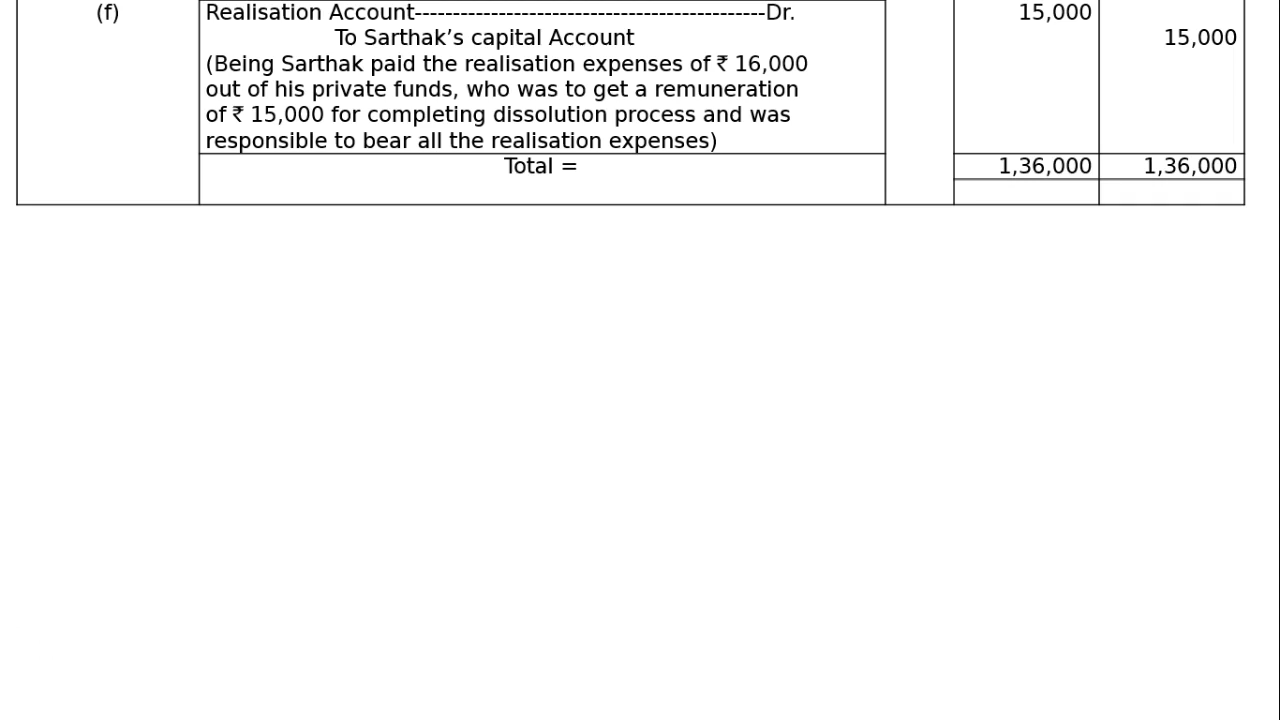 (f) Realisation Account----------------------------------------------Dr. 15,000
To Sarthak’s capital Account 15,000
(Being Sarthak paid the realisation expenses of ₹ 16,000
out of his private funds, who was to get a remuneration
of ₹ 15,000 for completing dissolution process and was
responsible to bear all the realisation expenses)
Total = 1,36,000 1,36,000